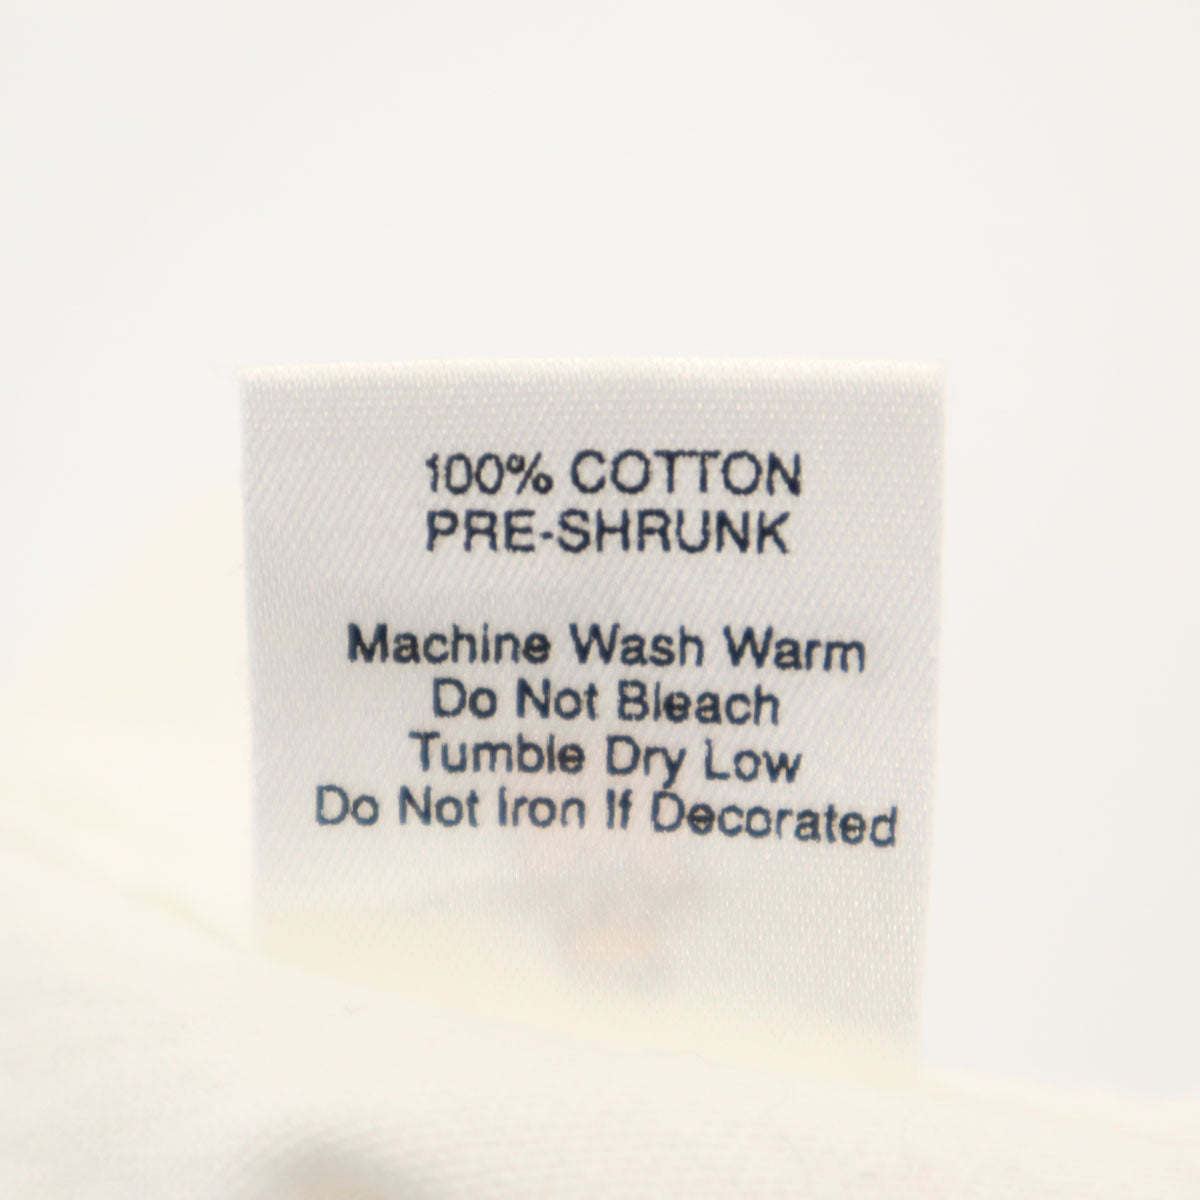 100% COTTON
PRE-SHRUNK
Machine Wash Warm
Do Not Bleach
Tumble Dry Low
Do Not Iron If Decorated